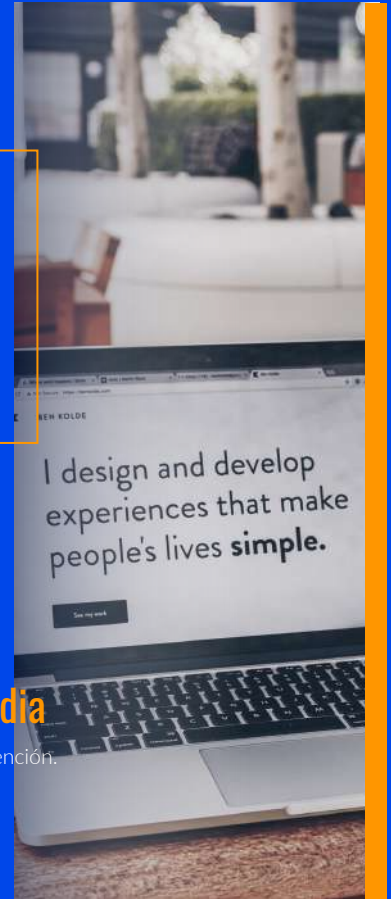 BEN KOLDE
I design and develop
experiences that make
people's lives simple.
See my work
dia
ención.